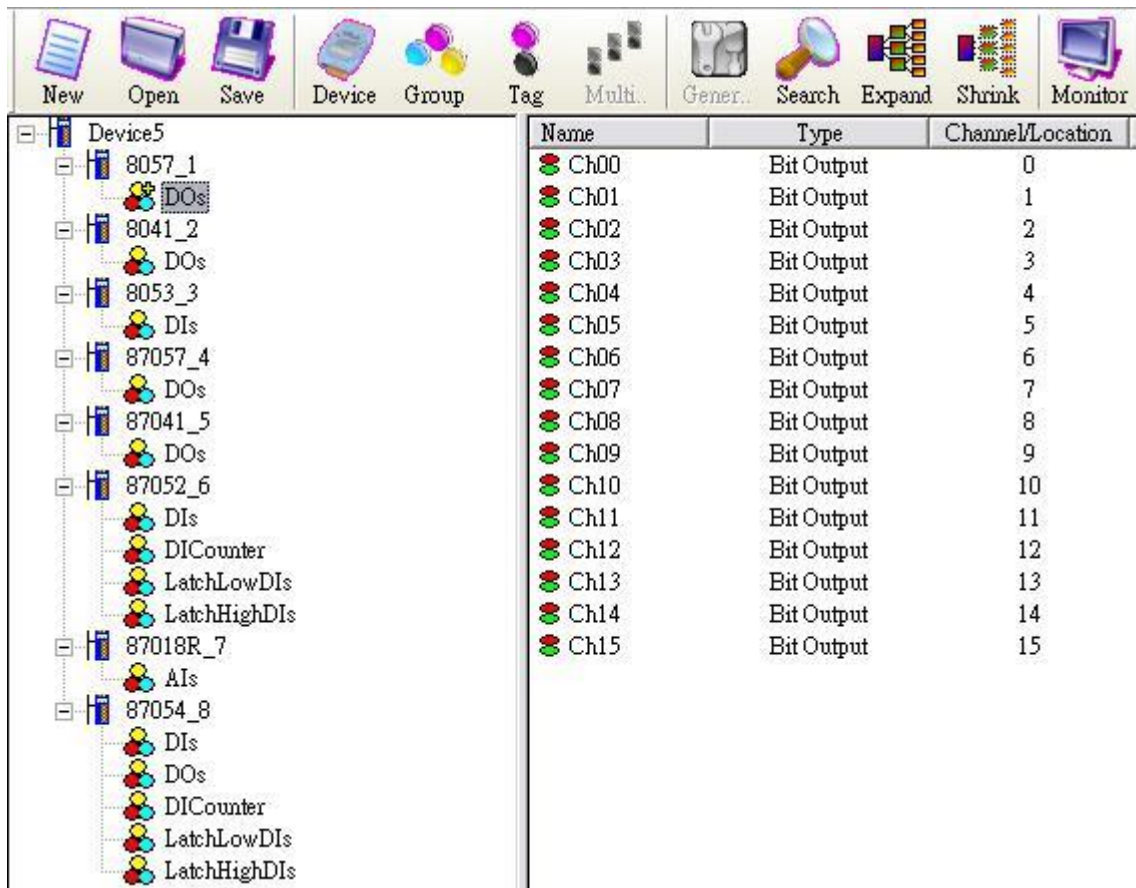 New Open Save Device Group Tag Multi.. Gener.. Search Expand Shrink Monitor
Device5
8057_1
DOs
8041_2
DOs
8053_3
DIs
87057_4
DOs
87041_5
DOs
87052_6
DIs
DICounter
LatchLowDIs
LatchHighDIs
87018R_7
AIs
87054_8
DIs
DOs
DICounter
LatchLowDIs
LatchHighDIs
Name Type Channel/Location
Ch00 Bit Output 0
Ch01 Bit Output 1
Ch02 Bit Output 2
Ch03 Bit Output 3
Ch04 Bit Output 4
Ch05 Bit Output 5
Ch06 Bit Output 6
Ch07 Bit Output 7
Ch08 Bit Output 8
Ch09 Bit Output 9
Ch10 Bit Output 10
Ch11 Bit Output 11
Ch12 Bit Output 12
Ch13 Bit Output 13
Ch14 Bit Output 14
Ch15 Bit Output 15